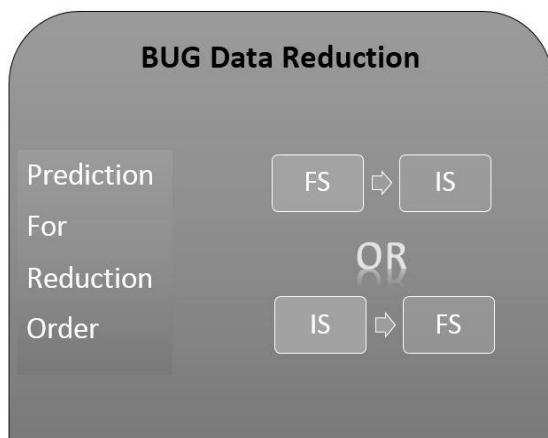 BUG Data Reduction
Prediction
For
Reduction
Order
FS
IS
OR
IS
FS